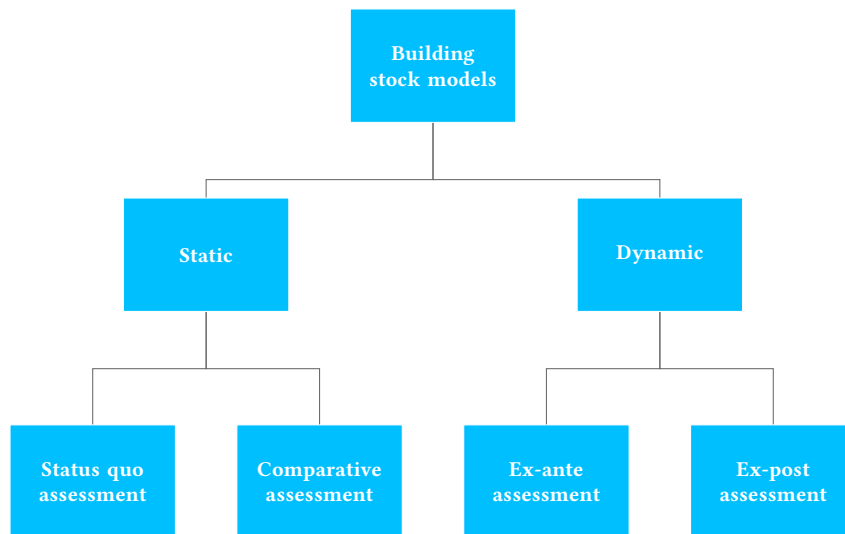 Building
stock models
Static
Dynamic
Status quo
assessment
Comparative
assessment
Ex-ante
assessment
Ex-post
assessment